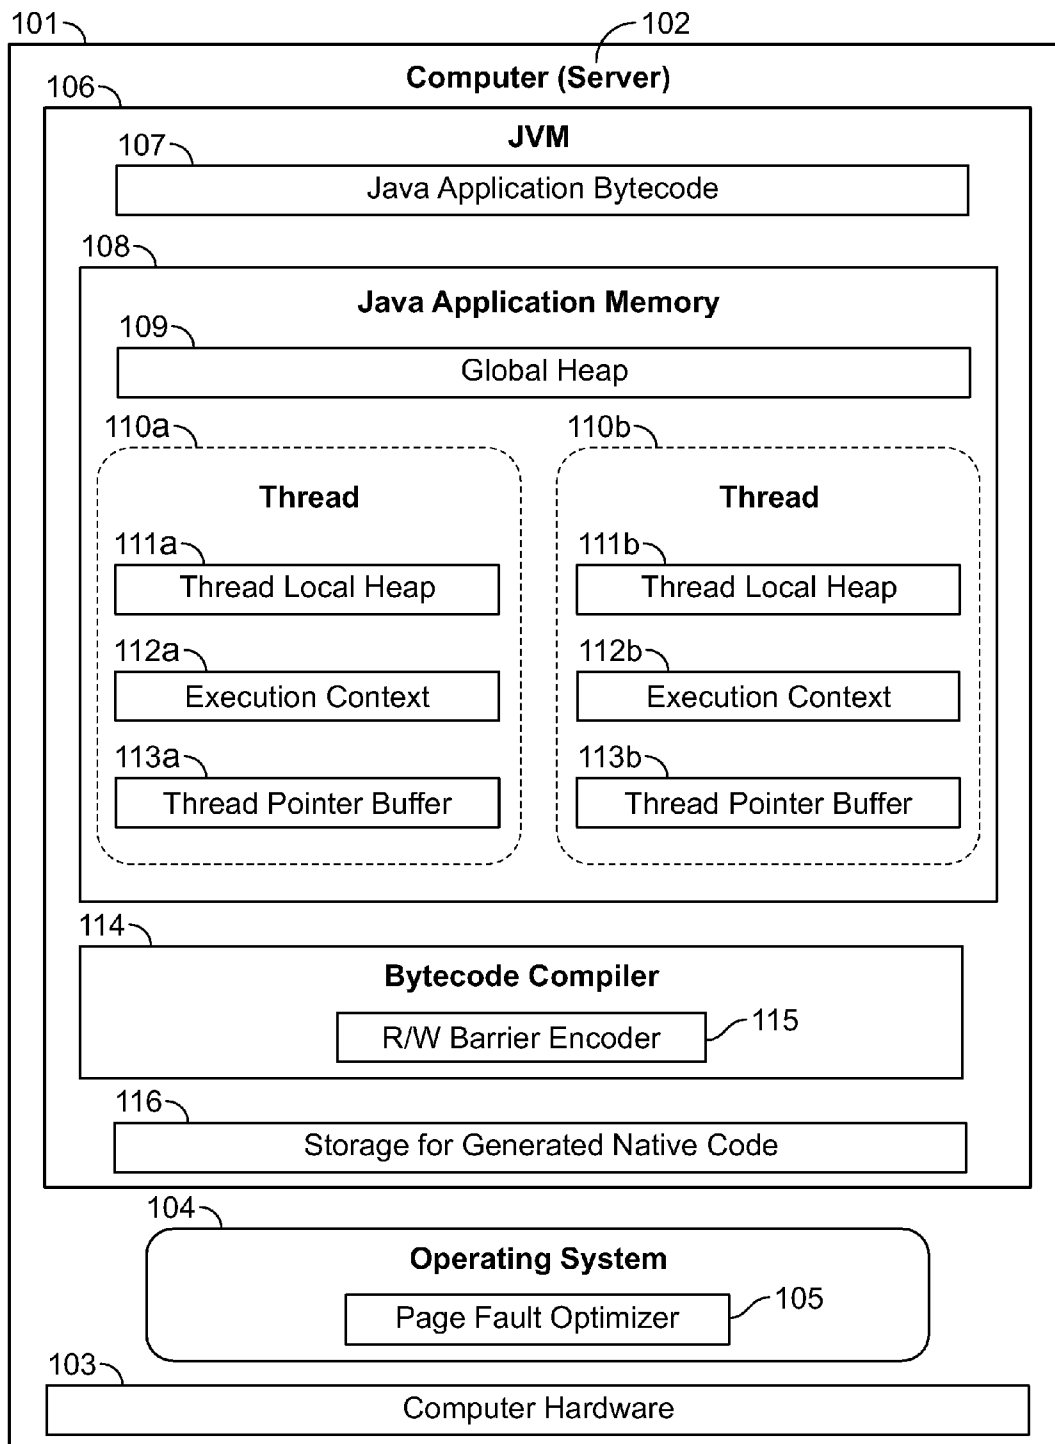 101
102
Computer (Server)
106
JVM
107
Java Application Bytecode
108
Java Application Memory
109
Global Heap
110a
110b
Thread
Thread
111a
111b
Thread Local Heap
Thread Local Heap
112a
112b
Execution Context
Execution Context
113a
113b
Thread Pointer Buffer
Thread Pointer Buffer
114
Bytecode Compiler
R/W Barrier Encoder
115
116
Storage for Generated Native Code
104
Operating System
Page Fault Optimizer
105
103
Computer Hardware